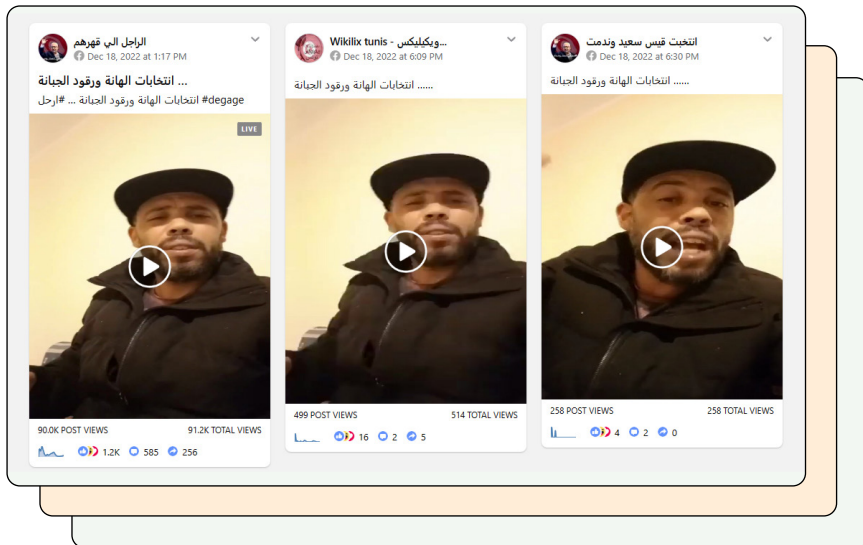 الراجل الي قهرهم
Dec 18, 2022 at 1:17 PM
انتخابات الهانة ورقود الجبانة ...
انتخابات الهانة ورقود الجبانة ... #ارحل #degage
LIVE
90.0K POST VIEWS 91.2K TOTAL VIEWS
1.2K 585 256
Wikilix tunis - ويكيليكس...
Dec 18, 2022 at 6:09 PM
انتخابات الهانة ورقود الجبانة ......
499 POST VIEWS 514 TOTAL VIEWS
16 2 5
انتخبت قيس سعيد وندمت
Dec 18, 2022 at 6:30 PM
انتخابات الهانة ورقود الجبانة ......
258 POST VIEWS 258 TOTAL VIEWS
4 2 0